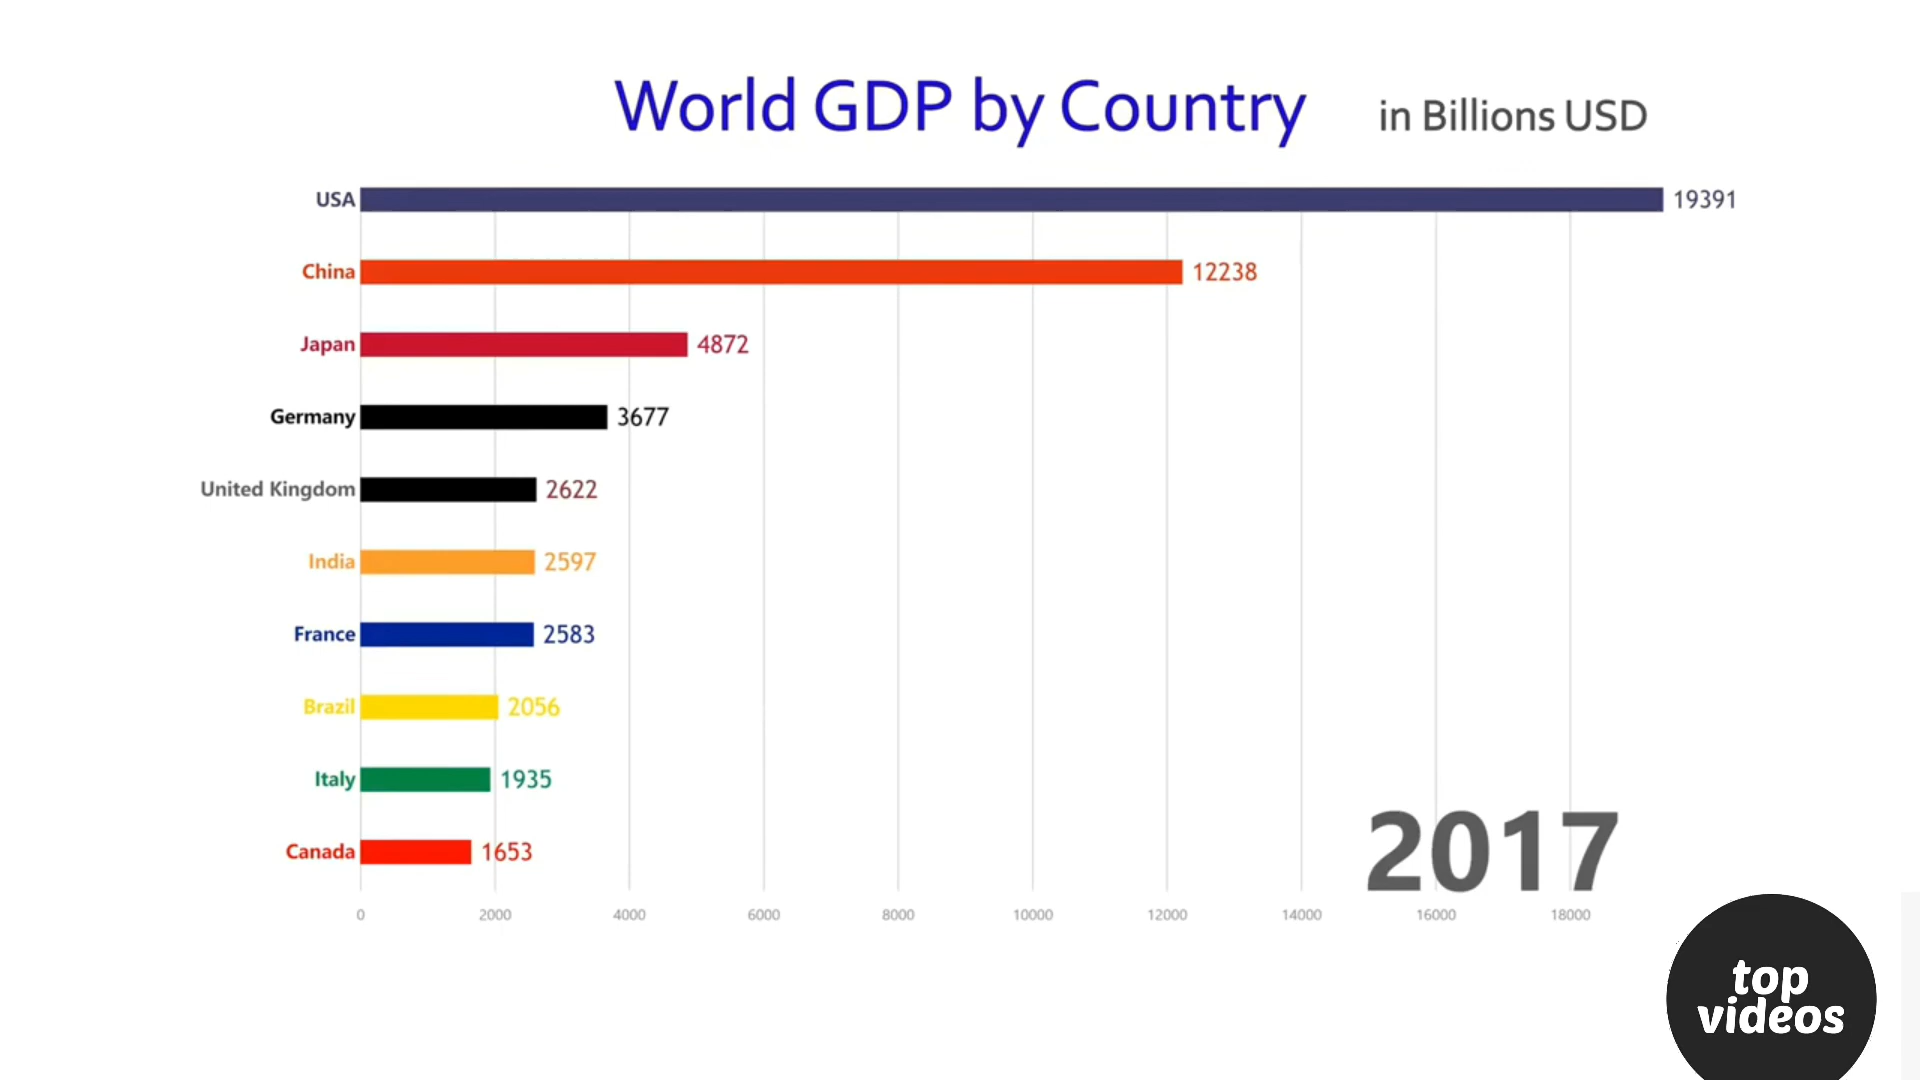 World GDP by Country in Billions USD
USA 19391
China 12238
Japan 4872
Germany 3677
United Kingdom 2622
India 2597
France 2583
Brazil 2056
Italy 1935
Canada 1653
2017
0 2000 4000 6000 8000 10000 12000 14000 16000 18000
top
videos